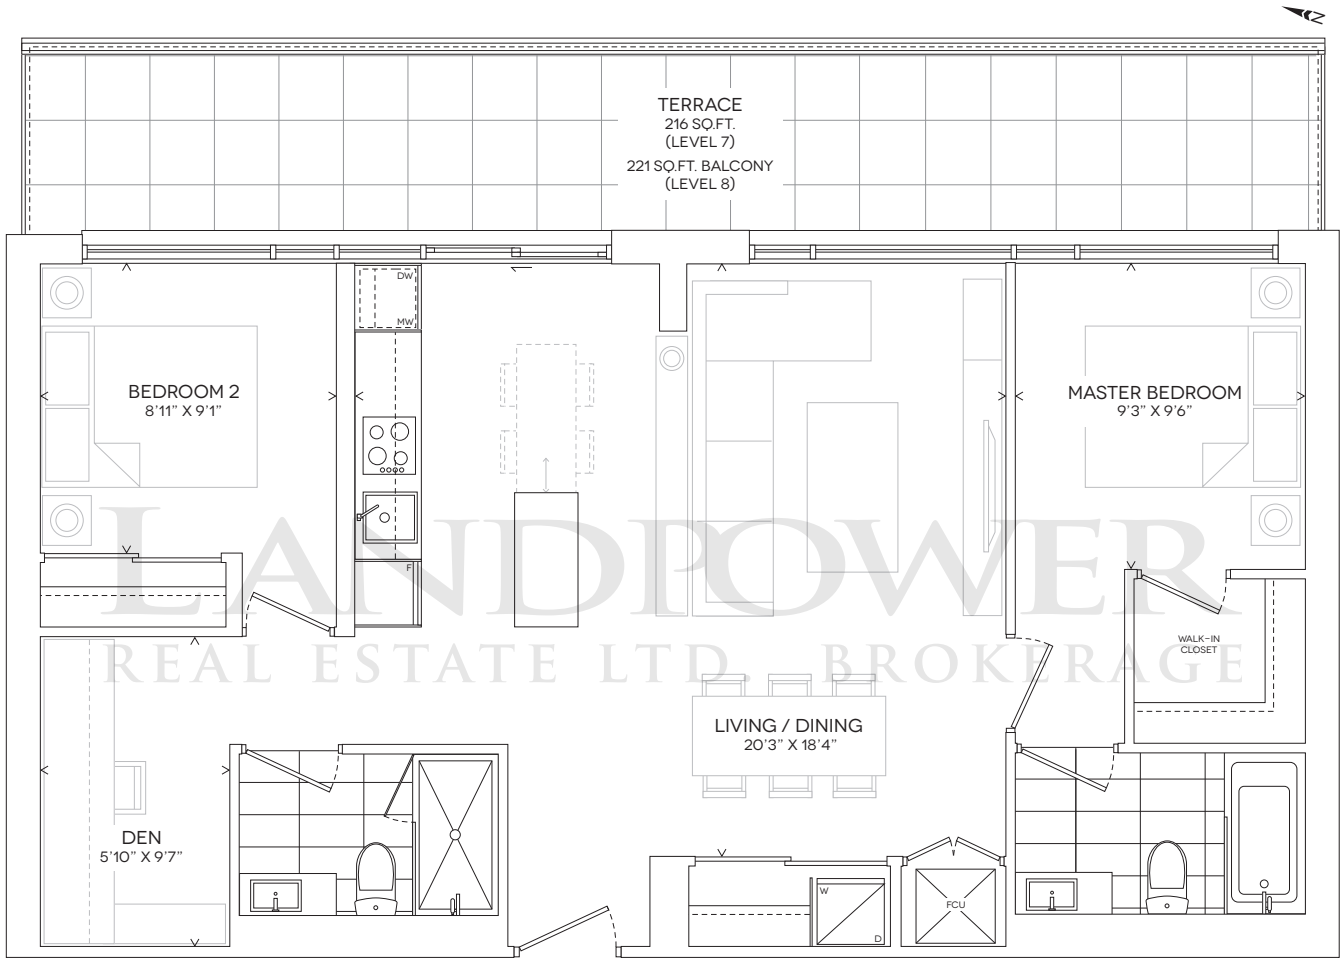 N
TERRACE
216 SQ.FT.
(LEVEL 7)
221 SQ.FT. BALCONY
(LEVEL 8)
DW
MW
BEDROOM 2
8'11" X 9'1"
MASTER BEDROOM
9'3" X 9'6"
LANDPOWER
F
REAL ESTATE LTD. BROKERAGE
WALK-IN
CLOSET
LIVING / DINING
20'3" X 18'4"
DEN
5'10" X 9'7"
W
D
FCU